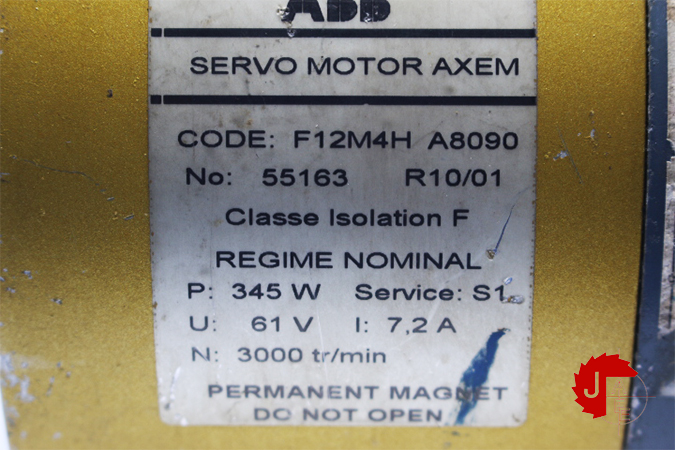 ABB
SERVO MOTOR AXEM
CODE: F12M4H A8090
No: 55163 R10/01
Classe Isolation F
REGIME NOMINAL
P: 345 W Service: S1
U: 61 V I: 7,2 A
N: 3000 tr/min
PERMANENT MAGNET
DO NOT OPEN
J